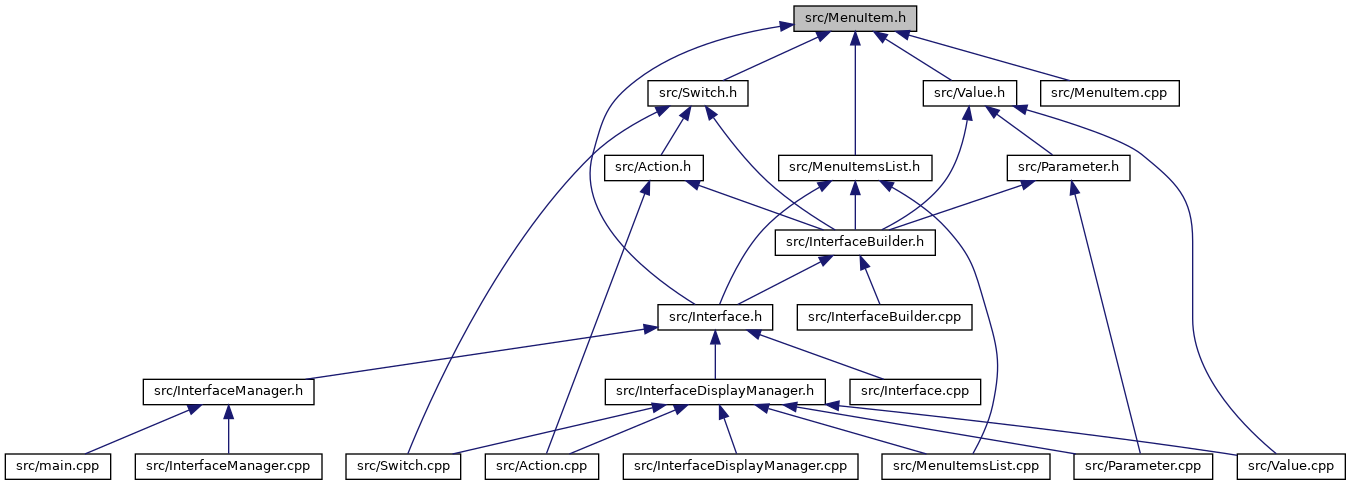 src/MenuItem.h
src/Switch.h
src/Value.h
src/MenuItem.cpp
src/Action.h
src/MenuItemsList.h
src/Parameter.h
src/InterfaceBuilder.h
src/Interface.h
src/InterfaceBuilder.cpp
src/InterfaceManager.h
src/InterfaceDisplayManager.h
src/Interface.cpp
src/main.cpp
src/InterfaceManager.cpp
src/Switch.cpp
src/Action.cpp
src/InterfaceDisplayManager.cpp
src/MenuItemsList.cpp
src/Parameter.cpp
src/Value.cpp